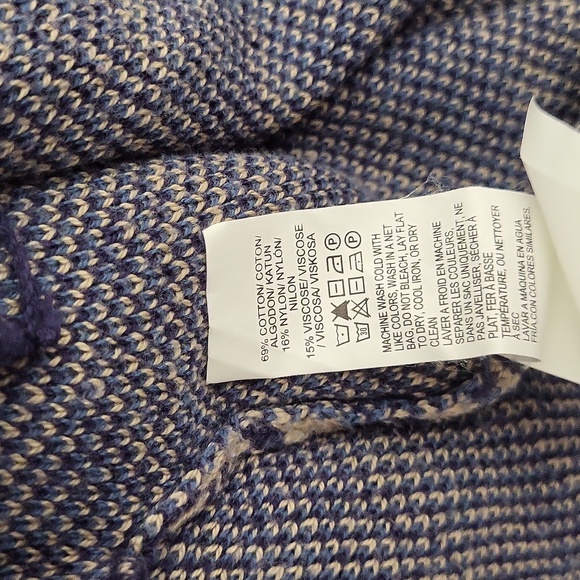 69% COTTON/ COTON/
ALGODON/ KATUN
16% NYLON/ NYLON/
NILON
15% VISCOSE/ VISCOSE
/ VISCOSA/ VISKOSA
P
P
MACHINE WASH COLD WITH
LIKE COLORS, WASH IN A NET
BAG, DO NOT BLEACH, LAY FLAT
TO DRY, COOL IRON, OR DRY
CLEAN
LAVER A FROID EN MACHINE
SEPARER LES COULEURS,
DANS UN SAC UNIQUEMENT, NE
PAS JAVELLISER, SÉCHER À
PLAT, FER À BASSE
TEMPÉRATURE, OU NETTOYER
À SEC
LAVAR A MAQUINA EN AGUA
FRIA CON COLORES SIMILARES,